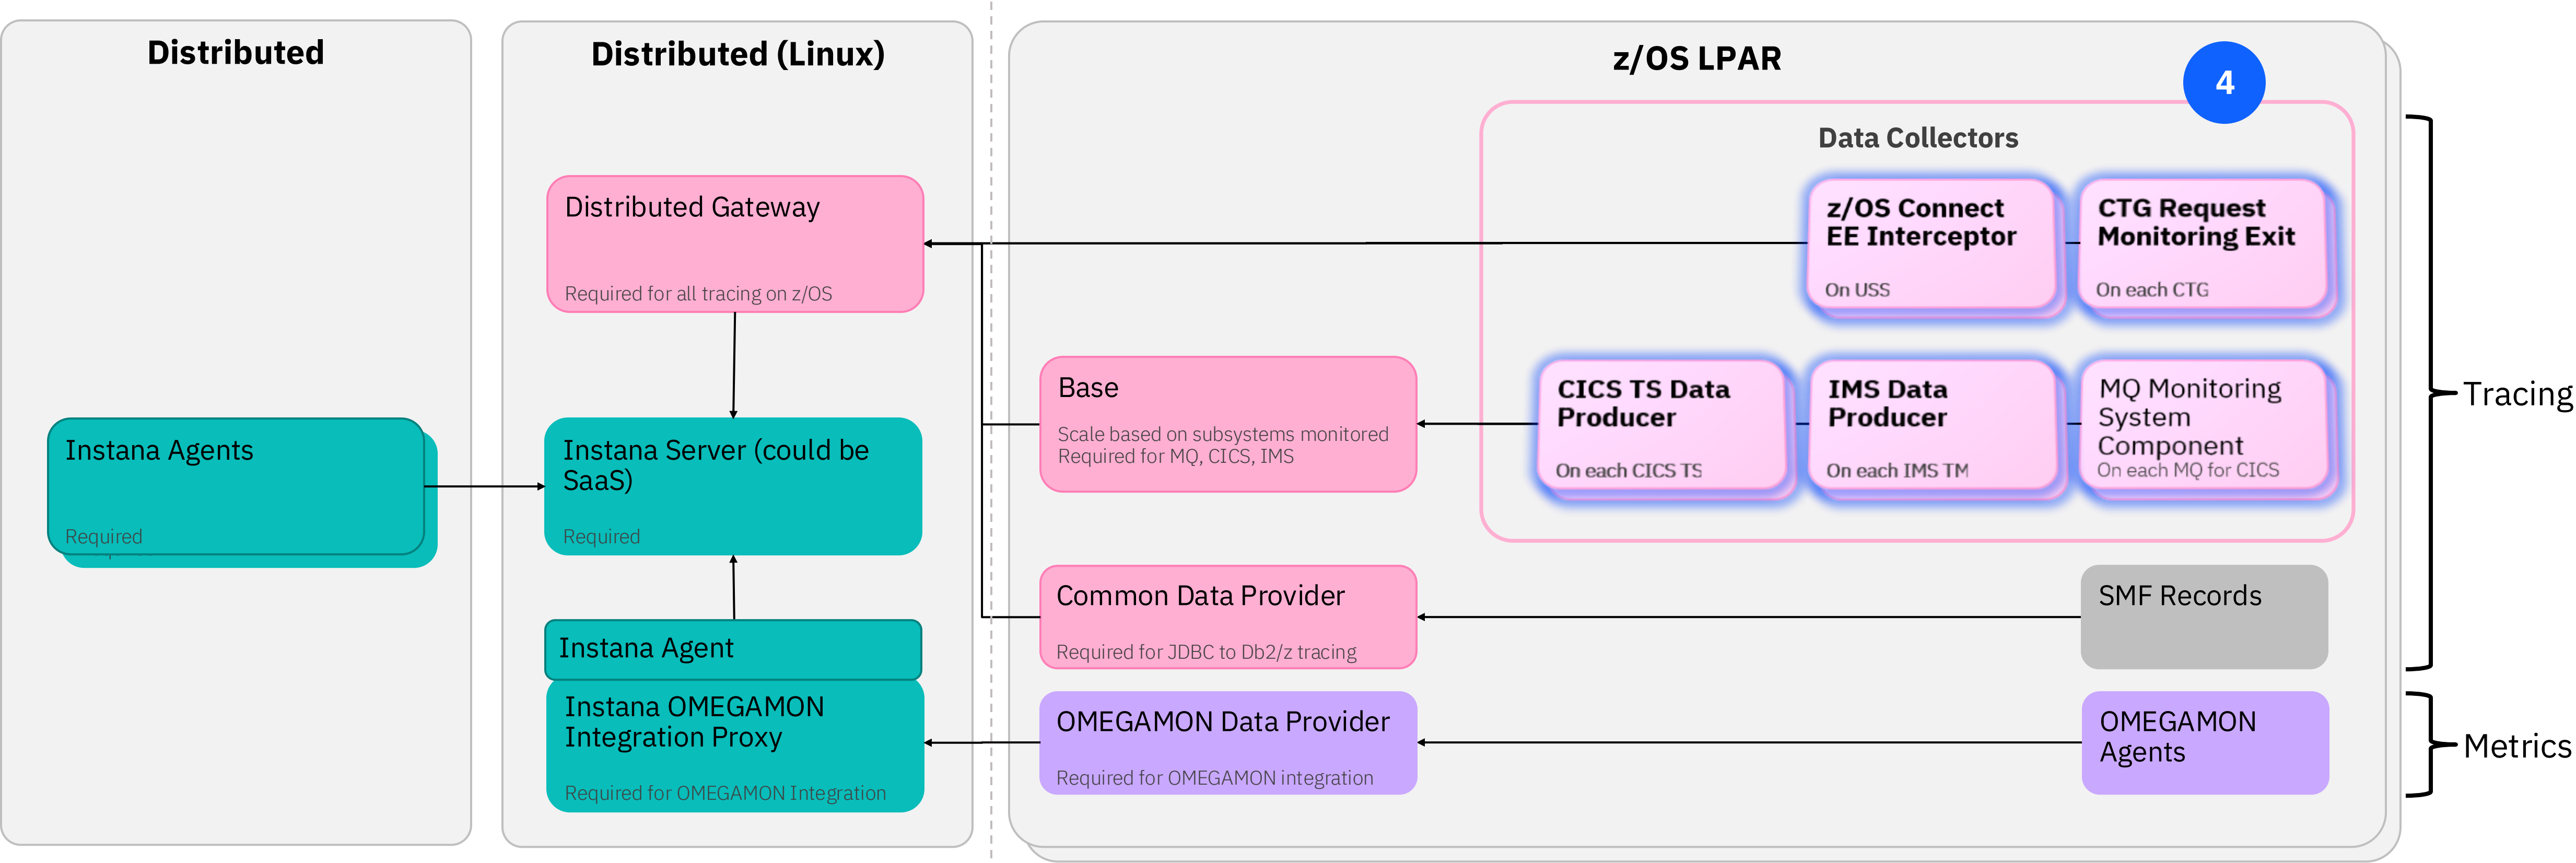 Distributed
Distributed (Linux)
z/OS LPAR
4
Data Collectors
Distributed Gateway
Required for all tracing on z/OS
z/OS Connect
EE Interceptor
On USS
CTG Request
Monitoring Exit
On each CTG
Instana Agents
Required
Instana Server (could be
SaaS)
Required
Base
Scale based on subsystems monitored
Required for MQ, CICS, IMS
CICS TS Data
Producer
On each CICS TS
IMS Data
Producer
On each IMS TM
MQ Monitoring
System
Component
On each MQ for CICS
Tracing
Instana Agent
Instana OMEGAMON
Integration Proxy
Required for OMEGAMON Integration
Common Data Provider
Required for JDBC to Db2/z tracing
SMF Records
OMEGAMON Data Provider
Required for OMEGAMON integration
OMEGAMON
Agents
Metrics